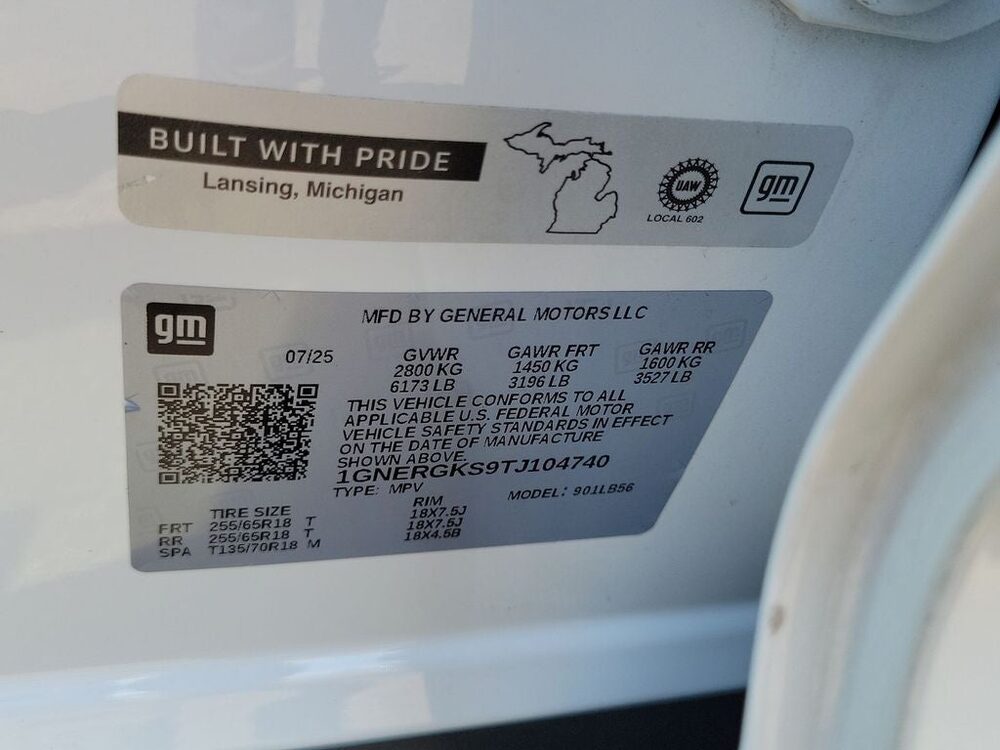 BUILT WITH PRIDE
Lansing, Michigan
UAW
LOCAL 602
gm
gm
MFD BY GENERAL MOTORS LLC
07/25 GVWR GAWR FRT GAWR RR
2800 KG 1450 KG 1600 KG
6173 LB 3196 LB 3527 LB
THIS VEHICLE CONFORMS TO ALL
APPLICABLE U.S. FEDERAL MOTOR
VEHICLE SAFETY STANDARDS IN EFFECT
ON THE DATE OF MANUFACTURE
SHOWN ABOVE.
1GNERGKS9TJ104740
TYPE: MPV MODEL: 901LB56
TIRE SIZE RIM
FRT 255/65R18 T 18X7.5J
RR 255/65R18 T 18X7.5J
SPA T135/70R18 M 18X4.5B